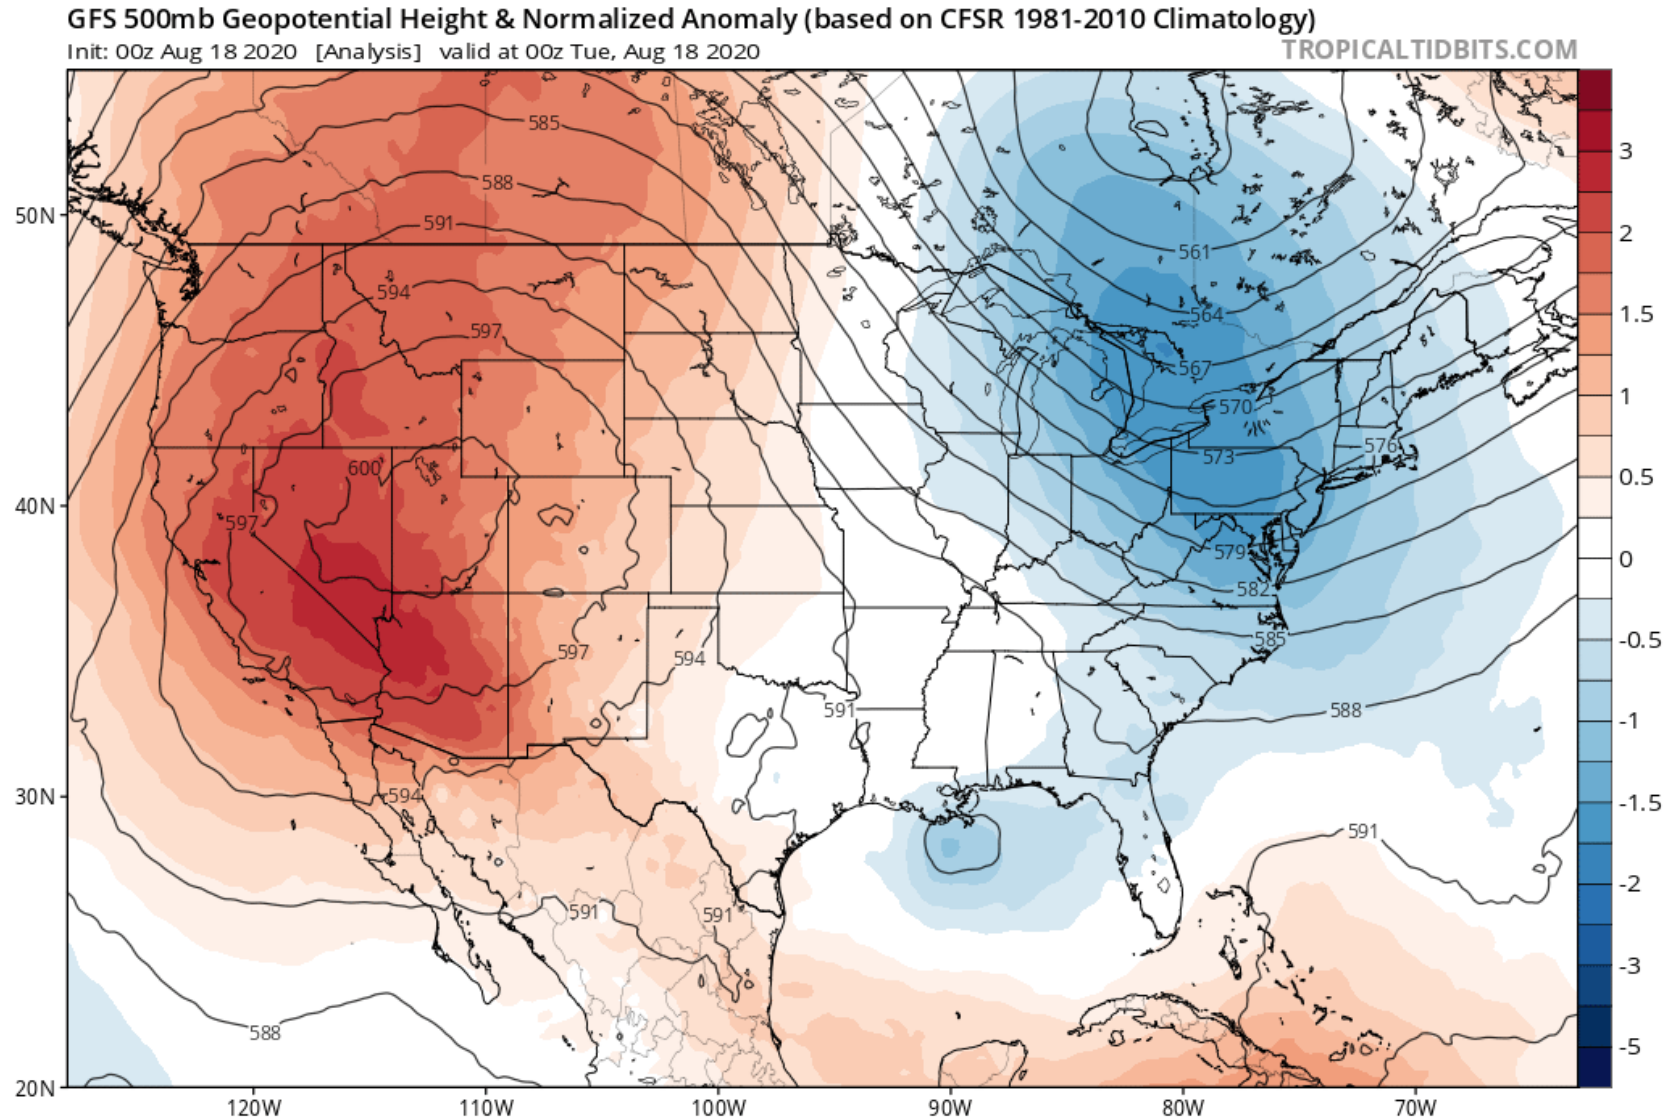 GFS 500mb Geopotential Height & Normalized Anomaly (based on CFSR 1981-2010 Climatology)
Init: 00z Aug 18 2020 [Analysis] valid at 00z Tue, Aug 18 2020
TROPICALTIDBITS.COM
585
588
591
594
597
600
597
597
594
594
591
591
591
588
561
564
567
570
573
576
579
582
585
588
591
50N
40N
30N
20N
120W
110W
100W
90W
80W
70W
3
2
1.5
1
0.5
0
-0.5
-1
-1.5
-2
-3
-5